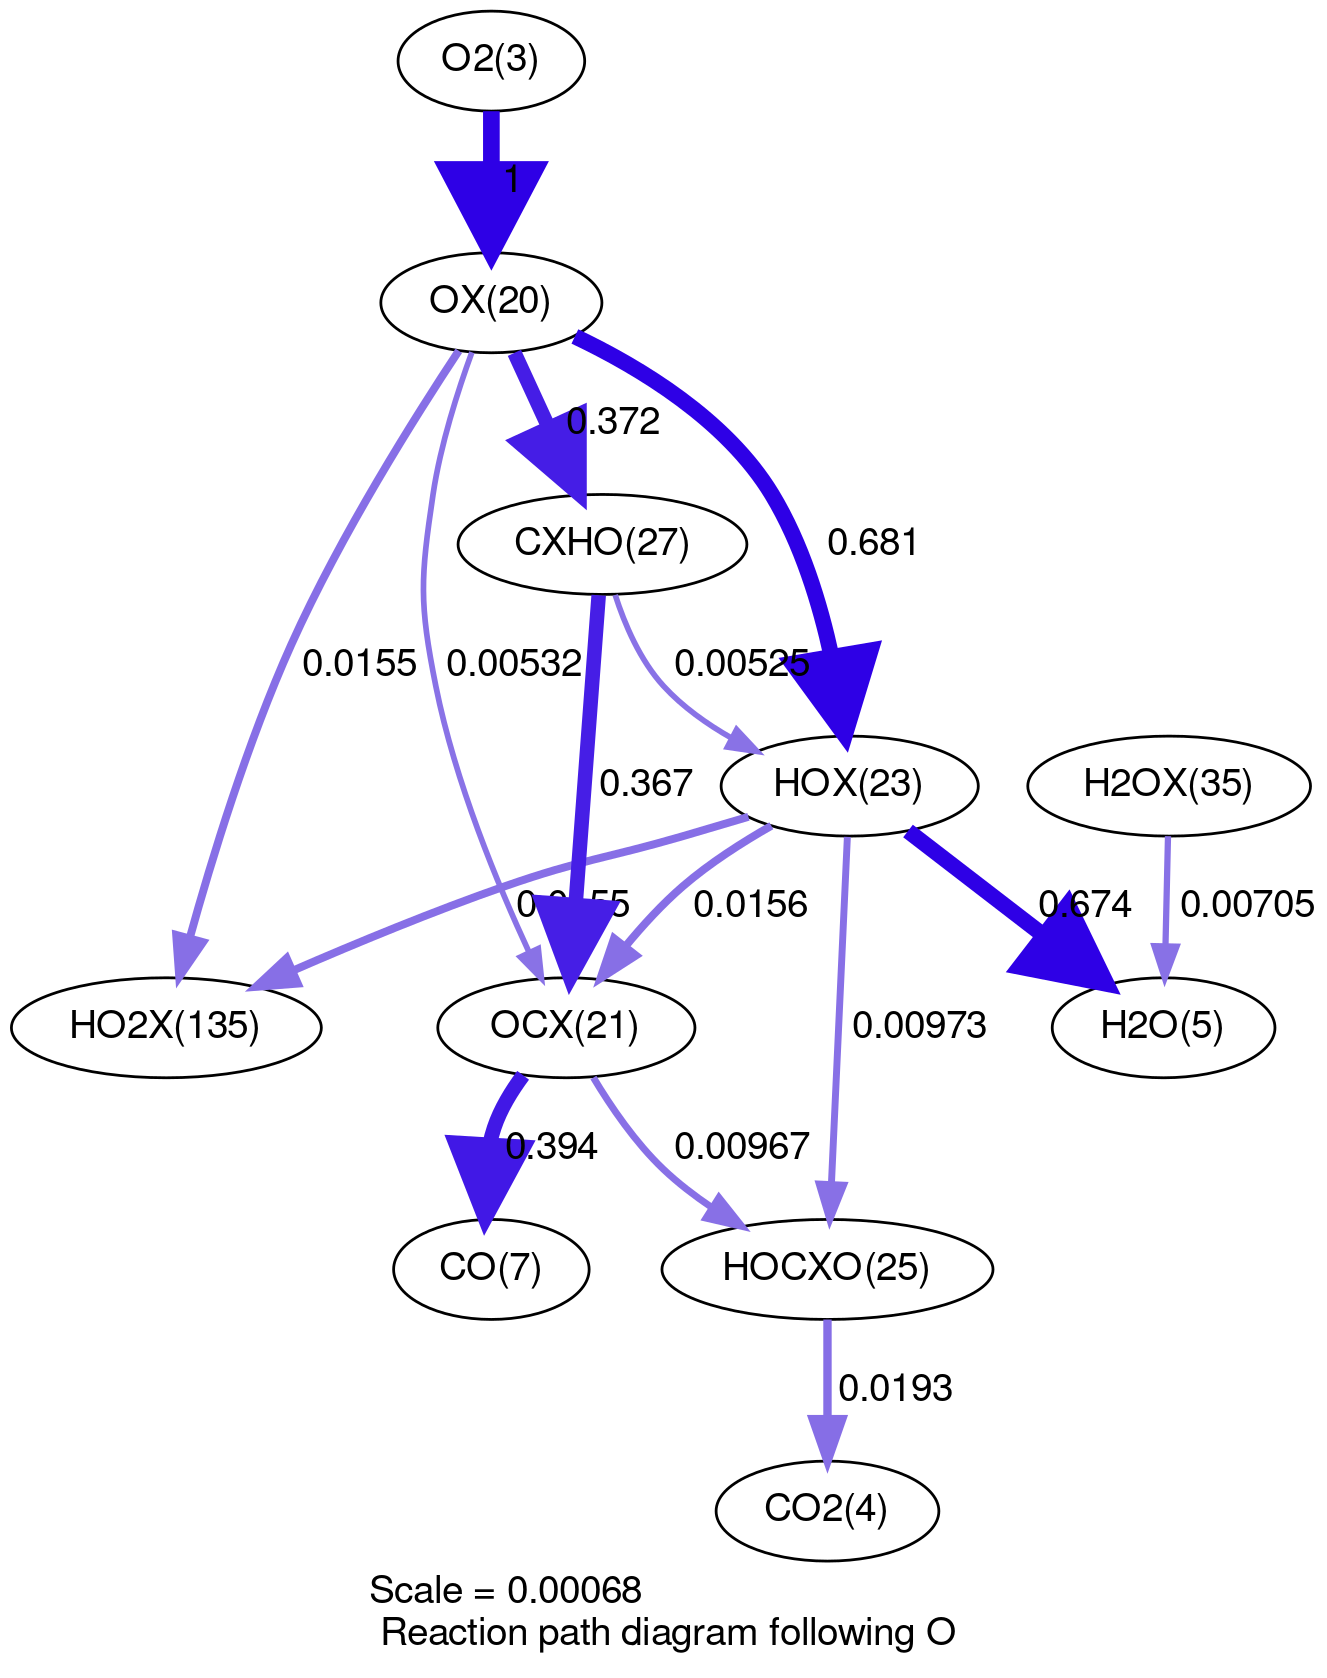 O2(3)
1
OX(20)
0.372
CXHO(27)
0.681
0.0155
0.00532
0.00525
0.367
HOX(23)
H2OX(35)
0.0155
0.0156
0.674
0.00705
HO2X(135)
OCX(21)
0.00973
H2O(5)
0.394
0.00967
CO(7)
HOCXO(25)
0.0193
CO2(4)
Scale = 0.00068
Reaction path diagram following O